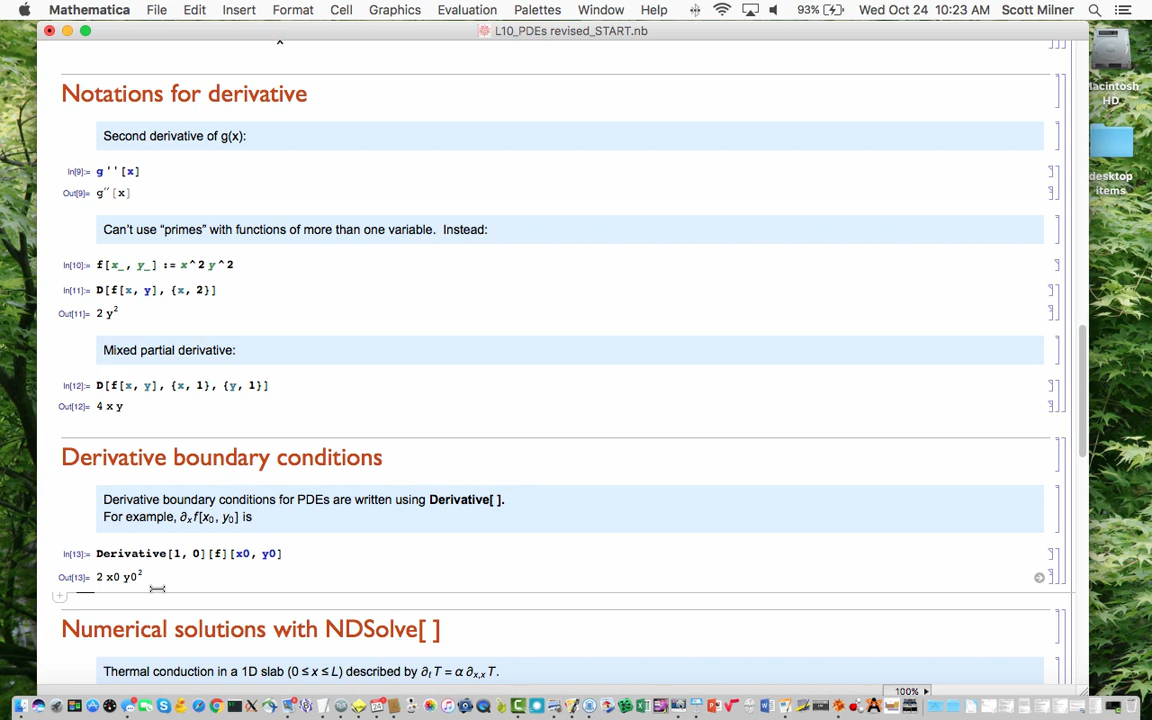 Mathematica File Edit Insert Format Cell Graphics Evaluation Palettes Window Help 93% Wed Oct 24 10:23 AM Scott Milner
L10_PDEs revised_START.nb
Macintosh
HD
desktop
items
Notations for derivative
Second derivative of g(x):
In[9]:= g''[x]
Out[9]= g″[x]
Can't use “primes” with functions of more than one variable. Instead:
In[10]:= f[x_, y_] := x^2 y^2
In[11]:= D[f[x, y], {x, 2}]
Out[11]= 2 y²
Mixed partial derivative:
In[12]:= D[f[x, y], {x, 1}, {y, 1}]
Out[12]= 4 x y
Derivative boundary conditions
Derivative boundary conditions for PDEs are written using Derivative[ ].
For example, ∂ₓf[x₀, y₀] is
In[13]:= Derivative[1, 0][f][x0, y0]
Out[13]= 2 x0 y0²
Numerical solutions with NDSolve[ ]
Thermal conduction in a 1D slab (0 ≤ x ≤ L) described by ∂ₜT = α ∂ₓ,ₓT.
100%